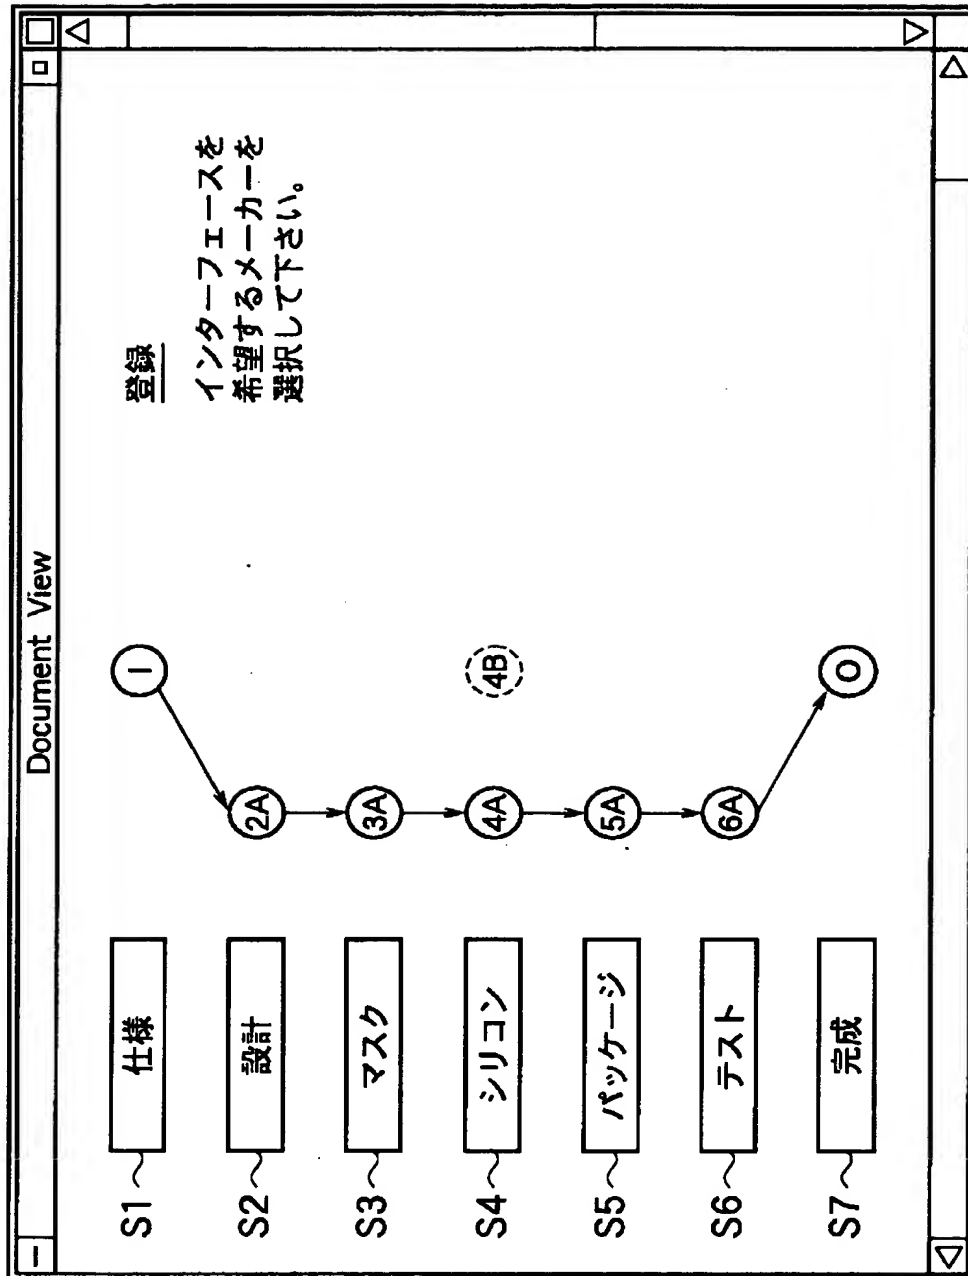 Document View
登録
インターフェースを
希望するメーカーを
選択して下さい。
S1 仕様 I
S2 設計 2A
S3 マスク 3A
S4 シリコン 4A 4B
S5 パッケージ 5A
S6 テスト 6A
S7 完成 O